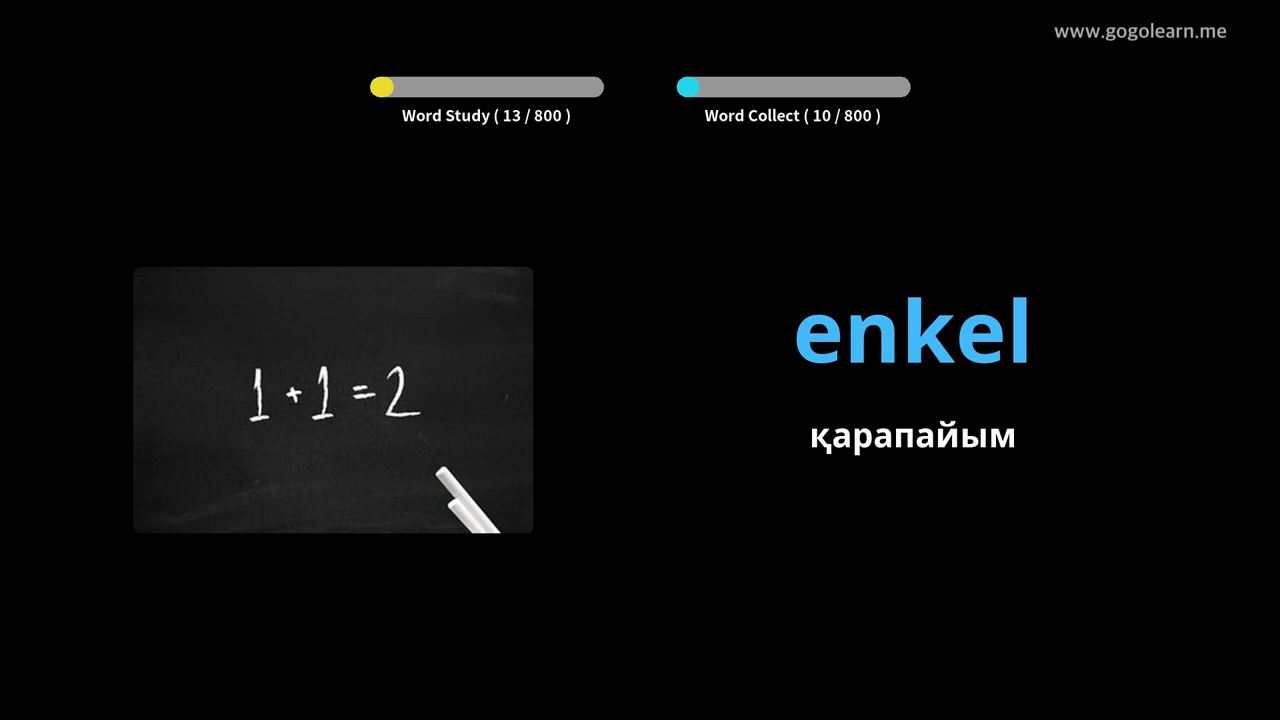 www.gogolearn.me
Word Study ( 13 / 800 )
Word Collect ( 10 / 800 )
1 + 1 = 2
enkel
қарапайым